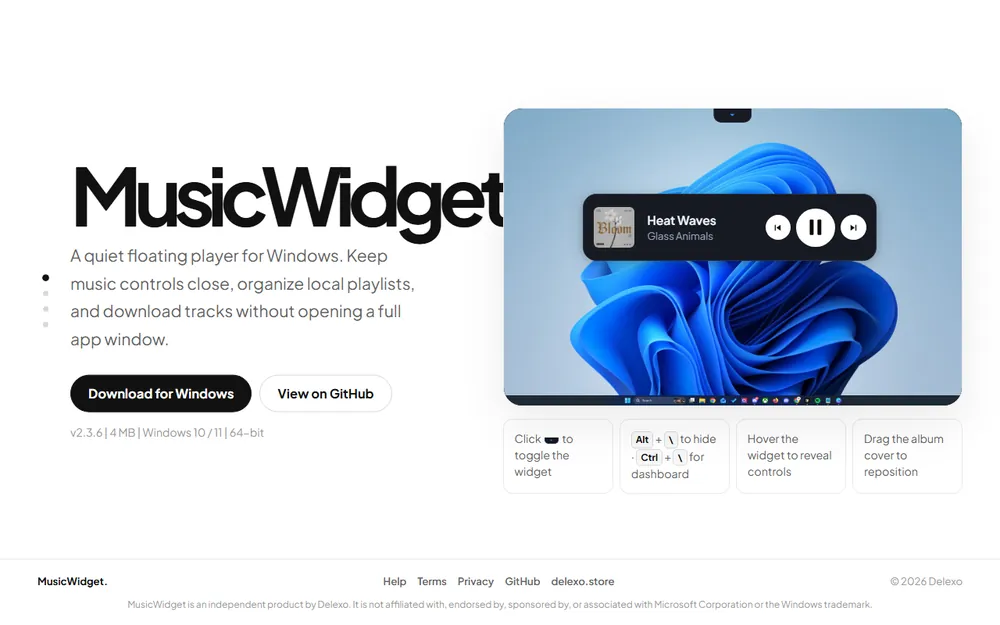 MusicWidget
A quiet floating player for Windows. Keep
music controls close, organize local playlists,
and download tracks without opening a full
app window.
Download for Windows
View on GitHub
v2.3.6 | 4 MB | Windows 10 / 11 | 64-bit
Bloom
Heat Waves
Glass Animals
Search
Click to
toggle the
widget
Alt + \ to hide
· Ctrl + \ for
dashboard
Hover the
widget to reveal
controls
Drag the album
cover to
reposition
MusicWidget.
Help Terms Privacy GitHub delexo.store
© 2026 Delexo
MusicWidget is an independent product by Delexo. It is not affiliated with, endorsed by, sponsored by, or associated with Microsoft Corporation or the Windows trademark.